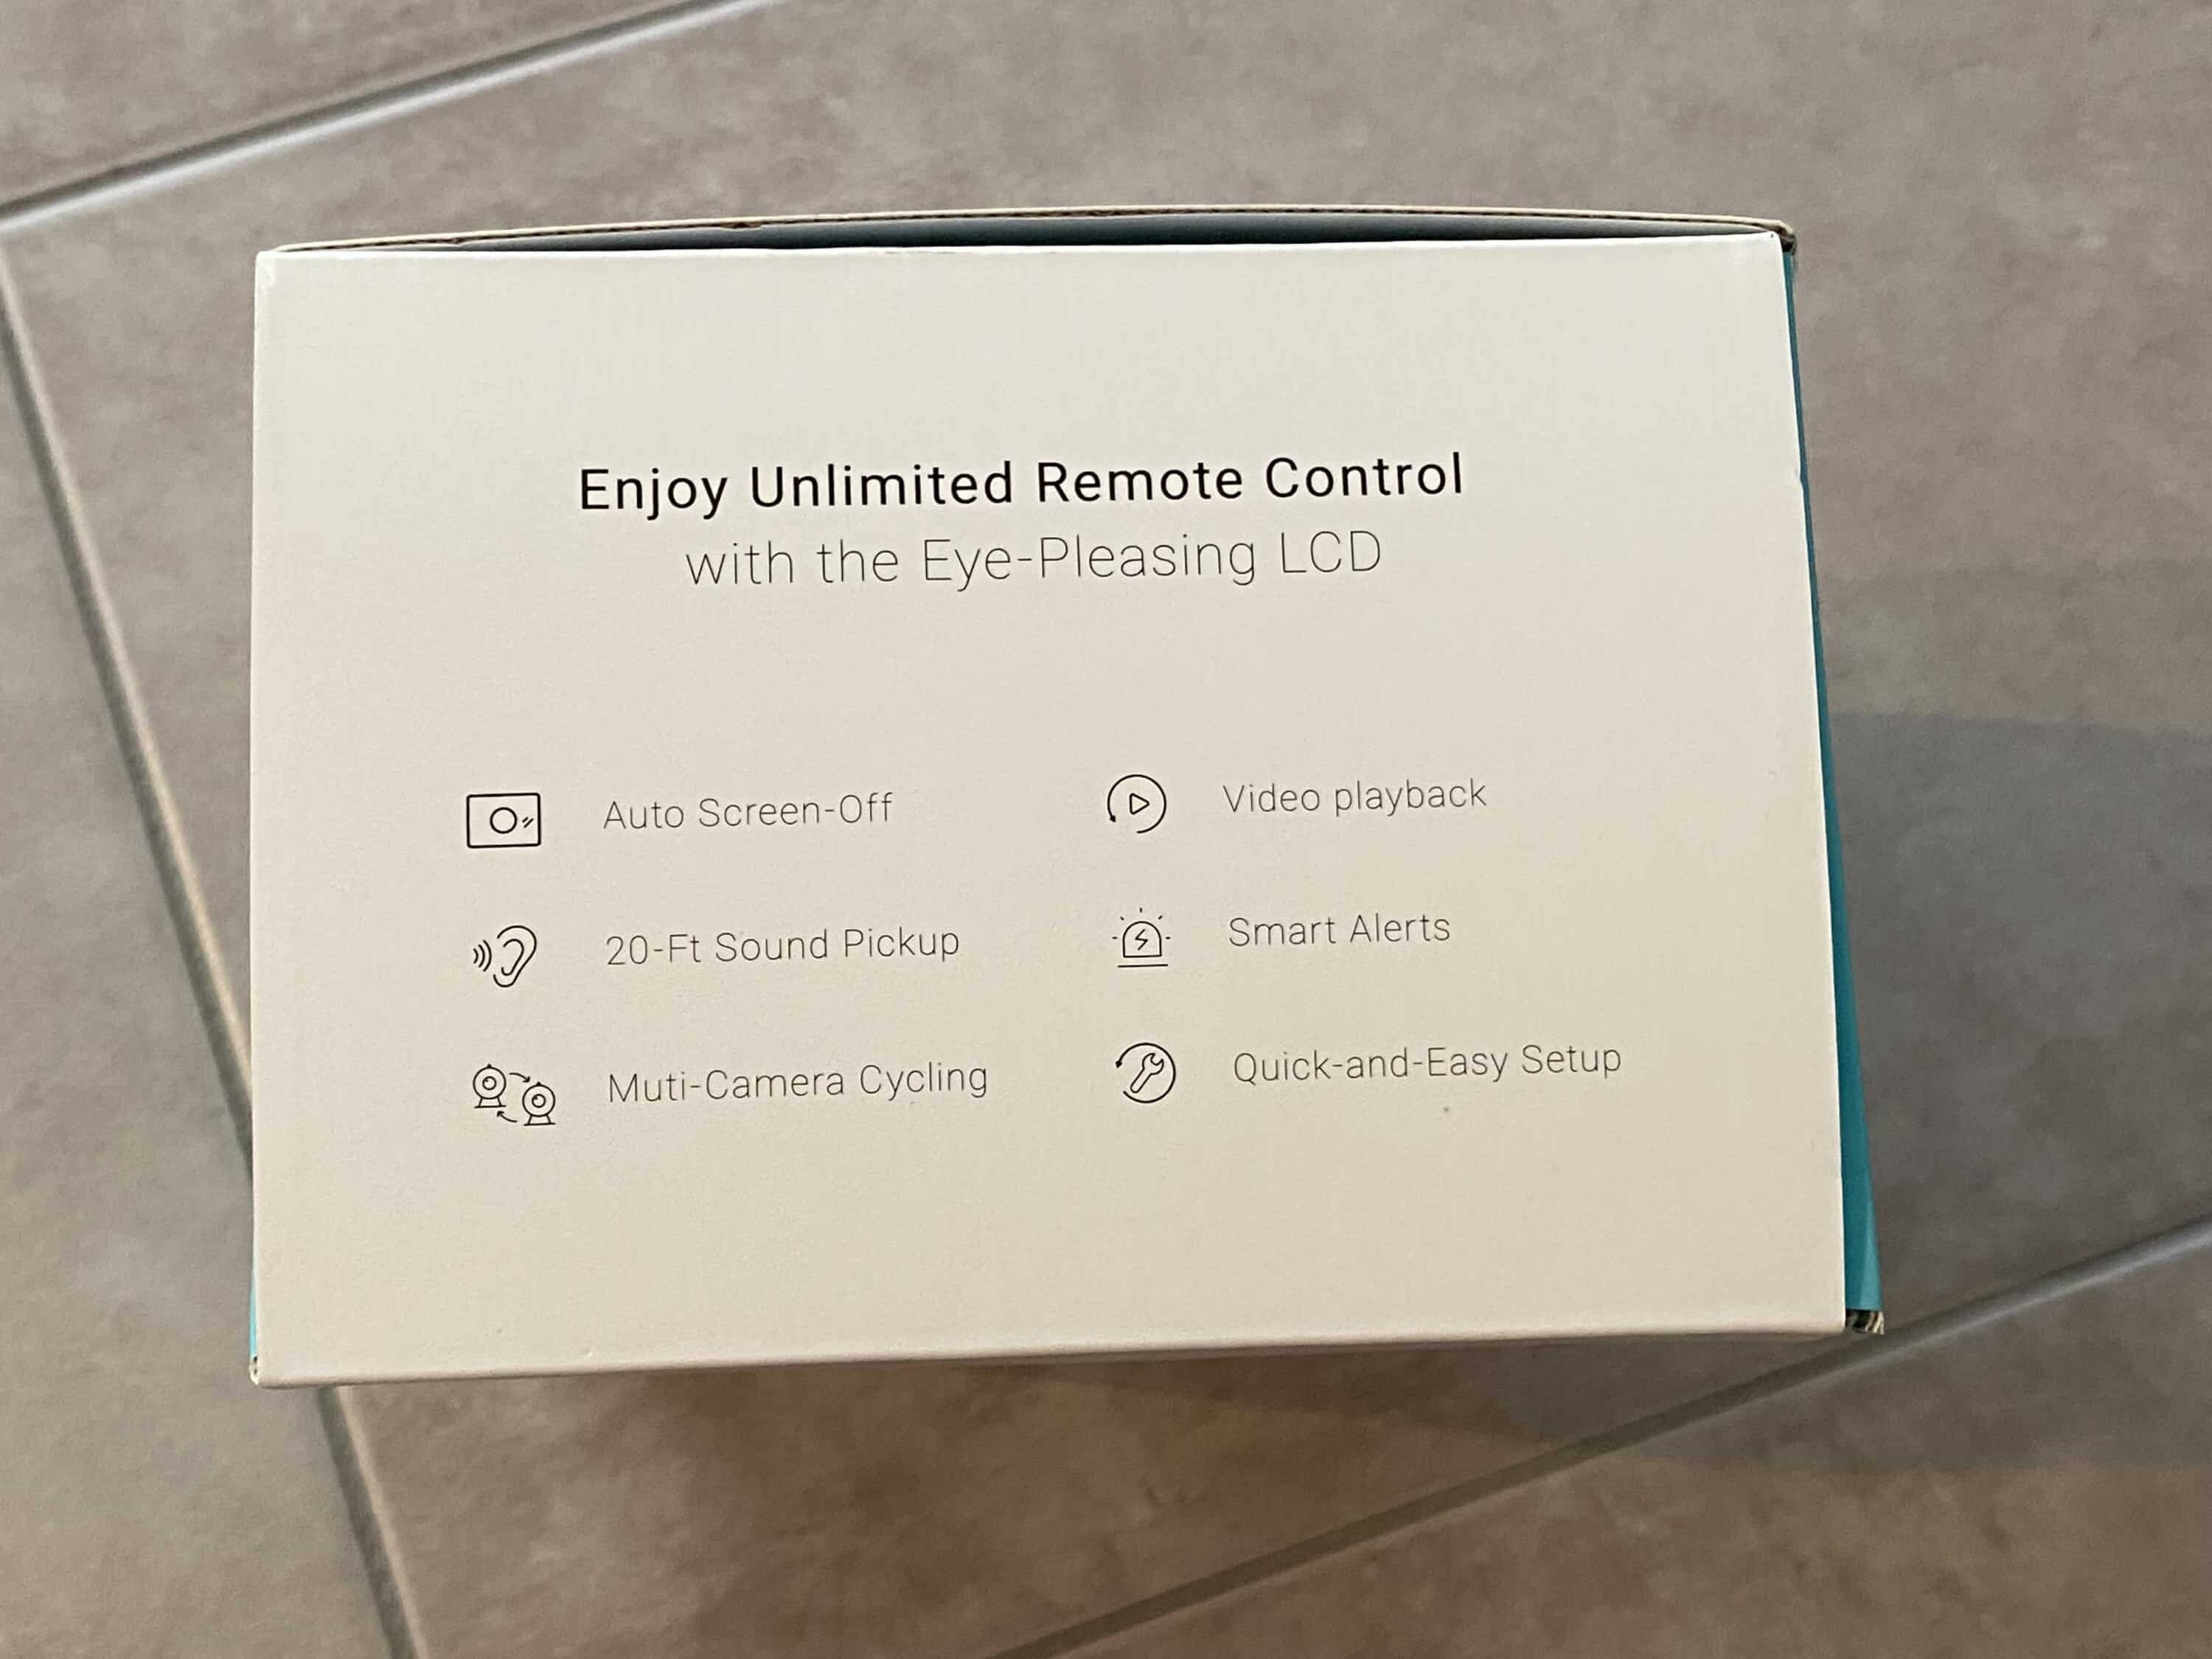 Enjoy Unlimited Remote Control
with the Eye-Pleasing LCD
Auto Screen-Off
20-Ft Sound Pickup
Muti-Camera Cycling
Video playback
Smart Alerts
Quick-and-Easy Setup